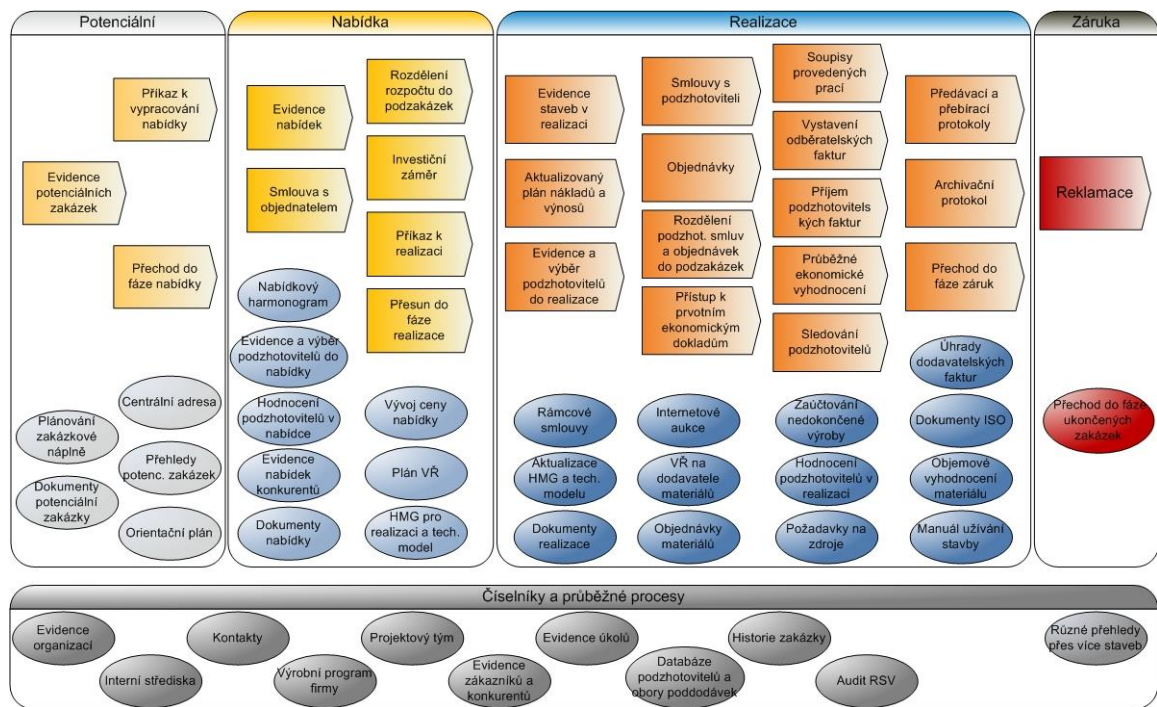 Potenciální
Příkaz k
vypracování
nabídky
Evidence
potenciálních
zakázek
Přechod do
fáze nabídky
Centrální adresa
Plánování
zakázkové
náplně
Přehledy
potenc. zakázek
Dokumenty
potenciální
zakázky
Orientační plán
Nabídka
Evidence
nabídek
Smlouva s
objednatelem
Rozdělení
rozpočtu do
podzakázek
Investiční
záměr
Příkaz k
realizaci
Přesun do
fáze
realizace
Nabídkový
harmonogram
Evidence a výběr
podzhotovitelů do
nabídky
Hodnocení
podzhotovitelů v
nabídce
Evidence
nabídek
konkurentů
Dokumenty
nabídky
Vývoj ceny
nabídky
Plán VŘ
HMG pro
realizaci a tech.
model
Realizace
Evidence
staveb v
realizaci
Aktualizovaný
plán nákladů a
výnosů
Evidence a
výběr
podzhotovitelů
do realizace
Smlouvy s
podzhotoviteli
Objednávky
Rozdělení
podzhot. smluv
a objednávek
do podzakázek
Přístup k
prvotním
ekonomickým
dokladům
Soupisy
provedených
prací
Vystavení
odběratelských
faktur
Příjem
podzhotovitels
kých faktur
Průběžné
ekonomické
vyhodnocení
Sledování
podzhotovitelů
Předávací a
přebírací
protokoly
Archivační
protokol
Přechod do
fáze záruk
Úhrady
dodavatelských
faktur
Rámcové
smlouvy
Internetové
aukce
Zaúčtování
nedokončené
výroby
Dokumenty ISO
Aktualizace
HMG a tech.
modelu
VŘ na
dodavatele
materiálů
Hodnocení
podzhotovitelů v
realizaci
Objemové
vyhodnocení
materiálu
Dokumenty
realizace
Objednávky
materiálů
Požadavky na
zdroje
Manuál užívání
stavby
Záruka
Reklamace
Přechod do fáze
ukončených
zakázek
Číselníky a průběžné procesy
Evidence
organizací
Interní střediska
Kontakty
Výrobní program
firmy
Projektový tým
Evidence
zákazníků a
konkurentů
Evidence úkolů
Databáze
podzhotovitelů a
obory poddodávek
Historie zakázky
Audit RSV
Různé přehledy
přes více staveb